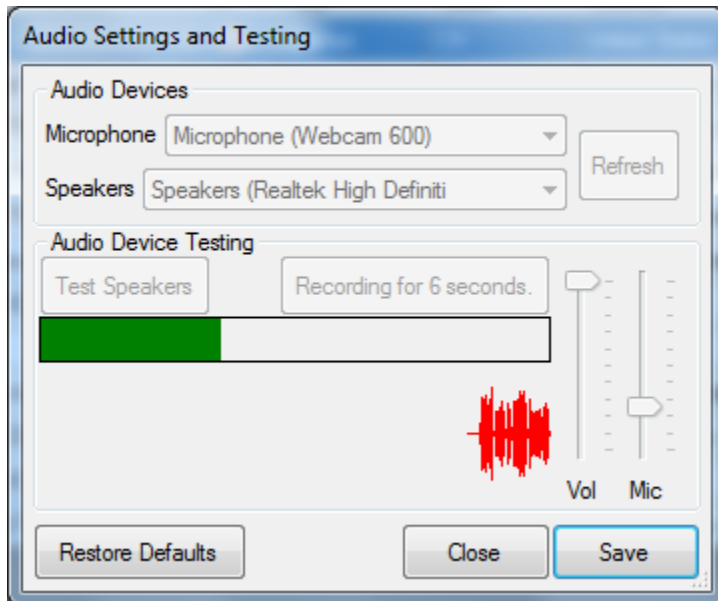 Audio Settings and Testing
Audio Devices
Microphone Microphone (Webcam 600)
Refresh
Speakers Speakers (Realtek High Definiti
Audio Device Testing
Test Speakers Recording for 6 seconds.
Vol Mic
Restore Defaults Close Save